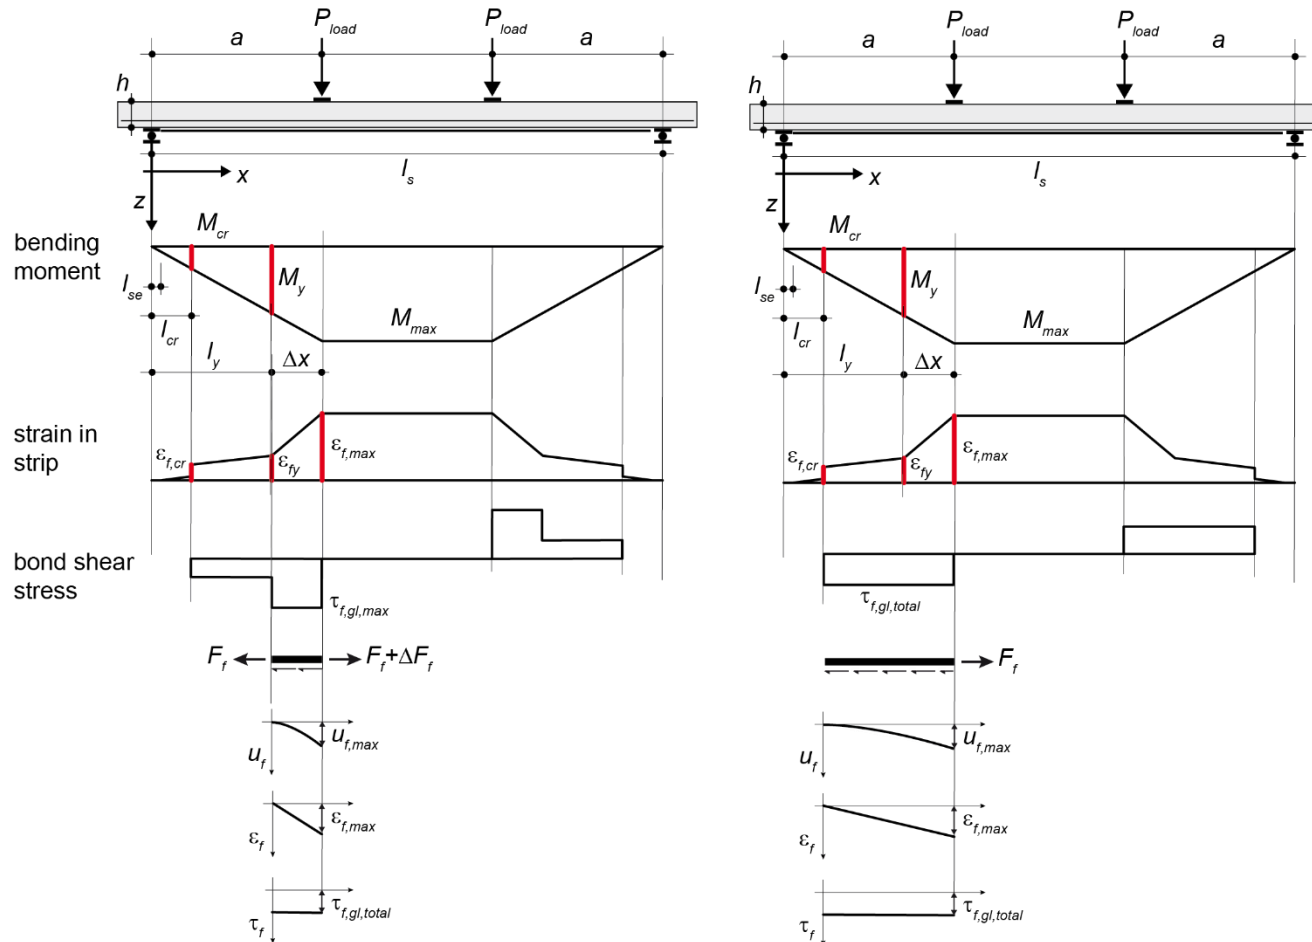 P_load P_load
a a
h
x
l_s
z
bending
moment
M_cr
M_y
l_se
M_max
l_cr
l_y Δx
strain in
strip
ε_f,cr
ε_fy
ε_f,max
bond shear
stress
τ_f,gl,max
F_f F_f+ΔF_f
u_f,max
u_f
ε_f,max
ε_f
τ_f,gl,total
τ_f
P_load P_load
a a
h
x
l_s
z
M_cr
M_y
l_se
M_max
l_cr
l_y Δx
ε_f,cr
ε_fy
ε_f,max
τ_f,gl,total
F_f
u_f,max
u_f
ε_f,max
ε_f
τ_f,gl,total
τ_f